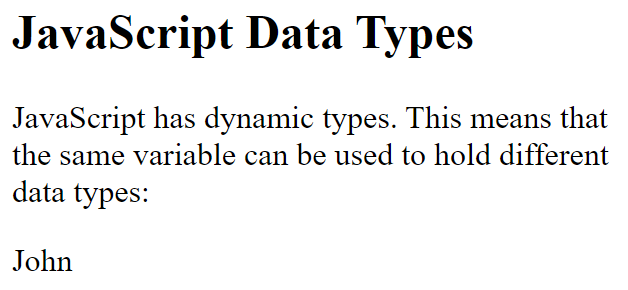 JavaScript Data Types
JavaScript has dynamic types. This means that
the same variable can be used to hold different
data types:
John